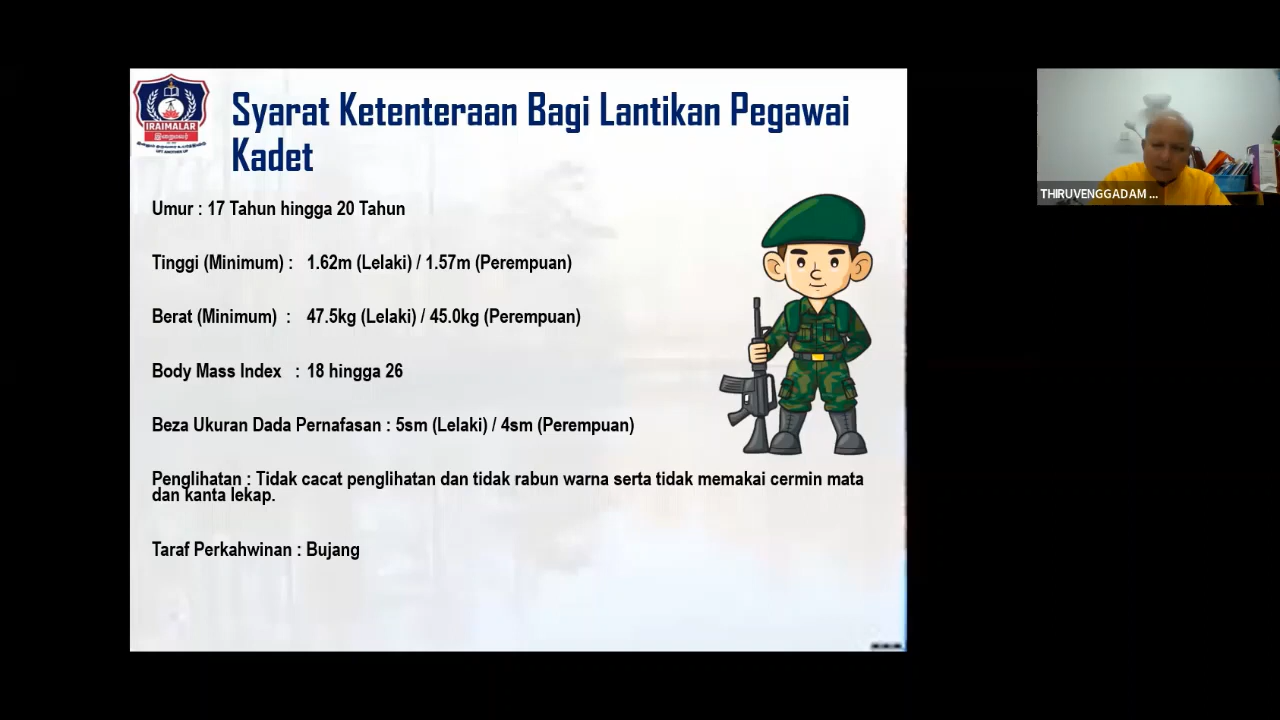 IRAIMALAR
இறைமலர்
Syarat Ketenteraan Bagi Lantikan Pegawai
Kadet
Umur : 17 Tahun hingga 20 Tahun
Tinggi (Minimum) : 1.62m (Lelaki) / 1.57m (Perempuan)
Berat (Minimum) : 47.5kg (Lelaki) / 45.0kg (Perempuan)
Body Mass Index : 18 hingga 26
Beza Ukuran Dada Pernafasan : 5sm (Lelaki) / 4sm (Perempuan)
Penglihatan : Tidak cacat penglihatan dan tidak rabun warna serta tidak memakai cermin mata
dan kanta lekap.
Taraf Perkahwinan : Bujang
THIRUVENGGADAM ...